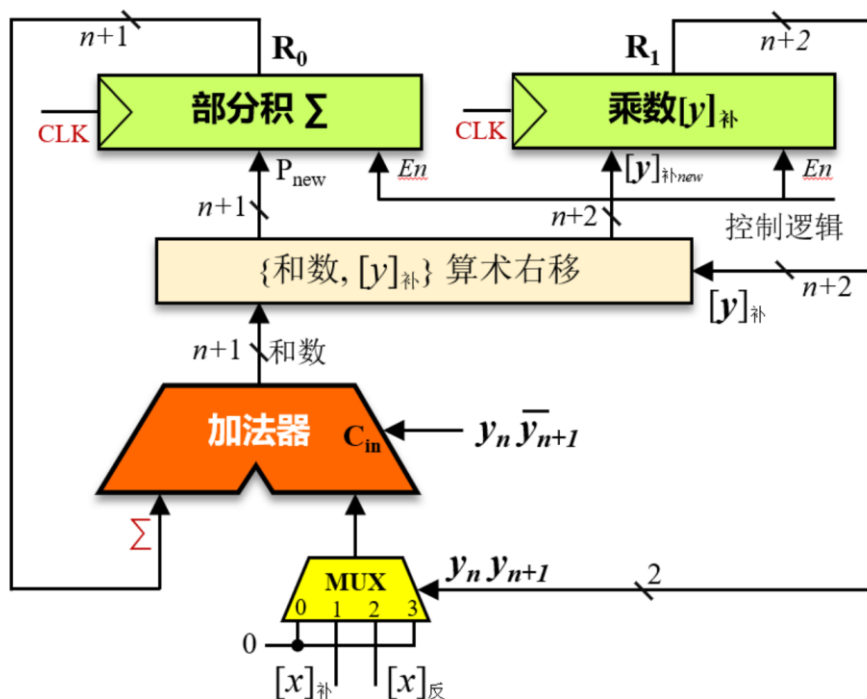 n+1
R₀
R₁
n+2
部分积 ∑
乘数[y]补
CLK
CLK
Pnew
En
[y]补new
En
n+1
n+2
控制逻辑
{和数, [y]补} 算术右移
n+2
[y]补
n+1 和数
加法器
Cin
yₙ y̅ₙ₊₁
∑
MUX
yₙ yₙ₊₁
2
0 1 2 3
0
[x]补
[x]反